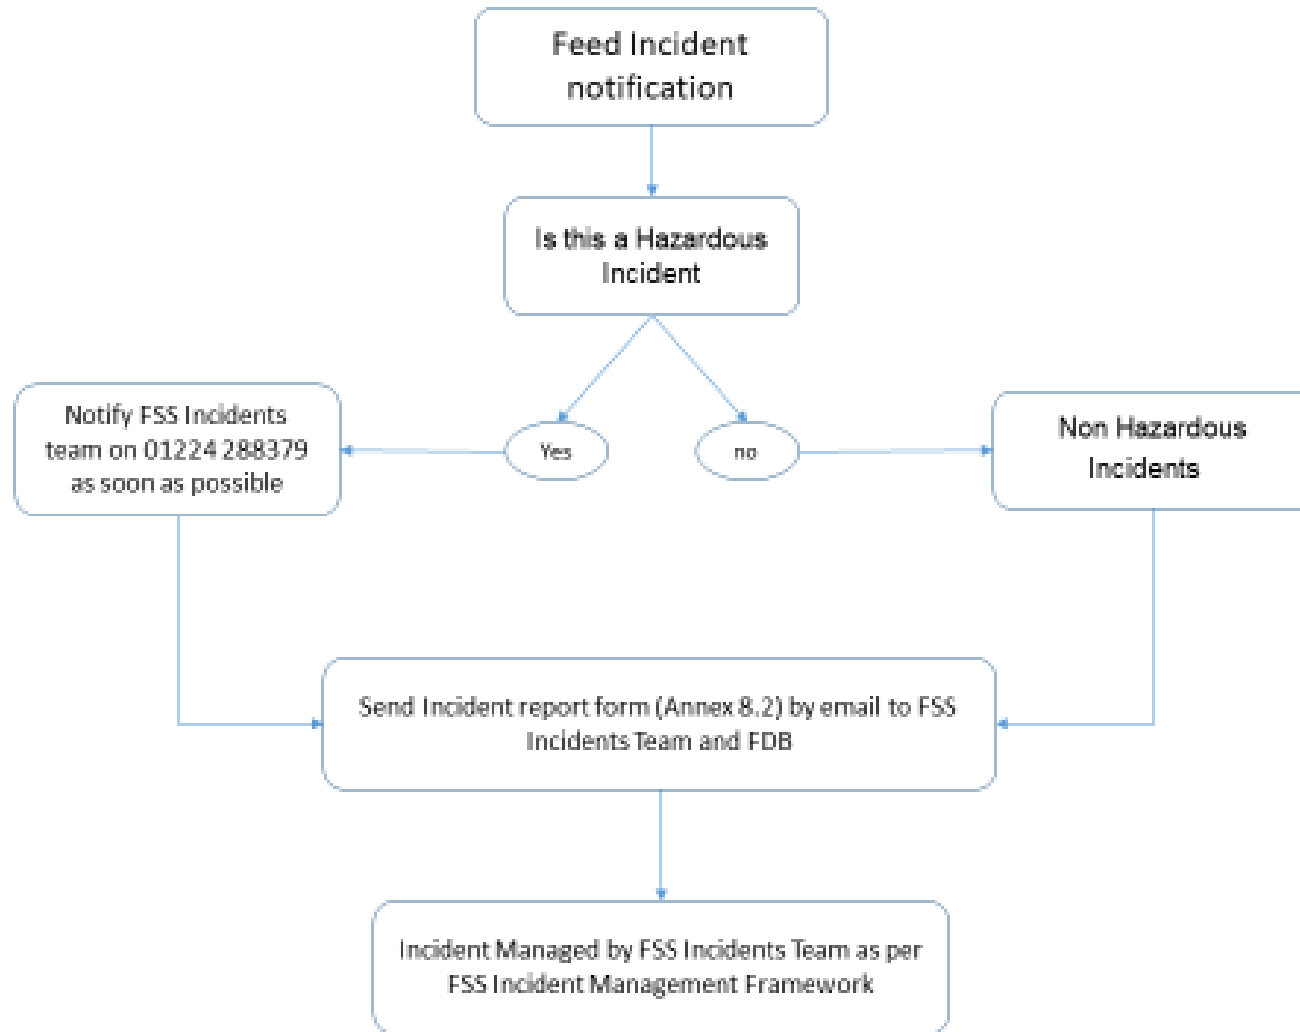 Feed Incident
notification
Is this a Hazardous
Incident
Notify FSS Incidents
team on 01224 288379
as soon as possible
Yes
no
Non Hazardous
Incidents
Send Incident report form (Annex 8.2) by email to FSS
Incidents Team and FDB
Incident Managed by FSS Incidents Team as per
FSS Incident Management Framework